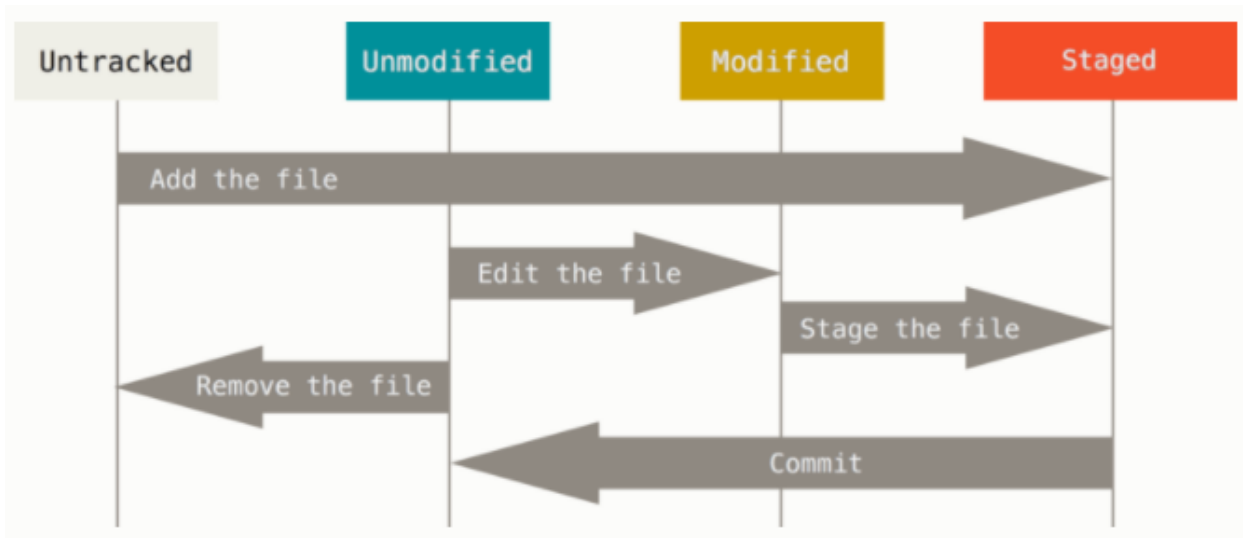 Untracked
Unmodified
Modified
Staged
Add the file
Edit the file
Stage the file
Remove the file
Commit